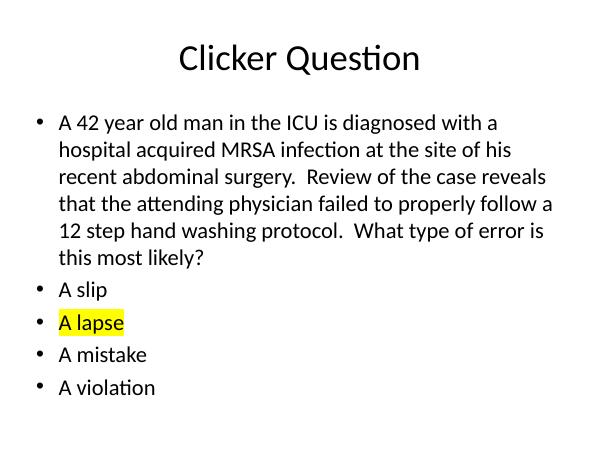 Clicker Question
• A 42 year old man in the ICU is diagnosed with a
hospital acquired MRSA infection at the site of his
recent abdominal surgery.  Review of the case reveals
that the attending physician failed to properly follow a
12 step hand washing protocol.  What type of error is
this most likely?
• A slip
• A lapse
• A mistake
• A violation